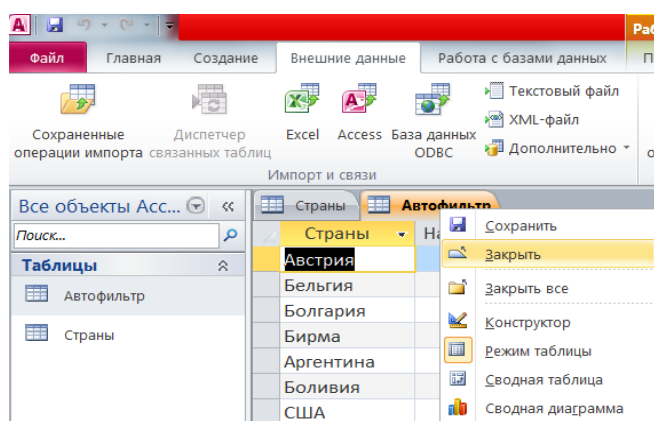 Раб
Файл Главная Создание Внешние данные Работа с базами данных П
Сохраненные операции импорта
Диспетчер связанных таблиц
Excel
Access
База данных ODBC
Текстовый файл
XML-файл
Дополнительно
Импорт и связи
Все объекты Acc...
Поиск...
Таблицы
Автофильтр
Страны
Страны Автофильтр
Страны
Австрия
Бельгия
Болгария
Бирма
Аргентина
Боливия
США
Сохранить
Закрыть
Закрыть все
Конструктор
Режим таблицы
Сводная таблица
Сводная диаграмма